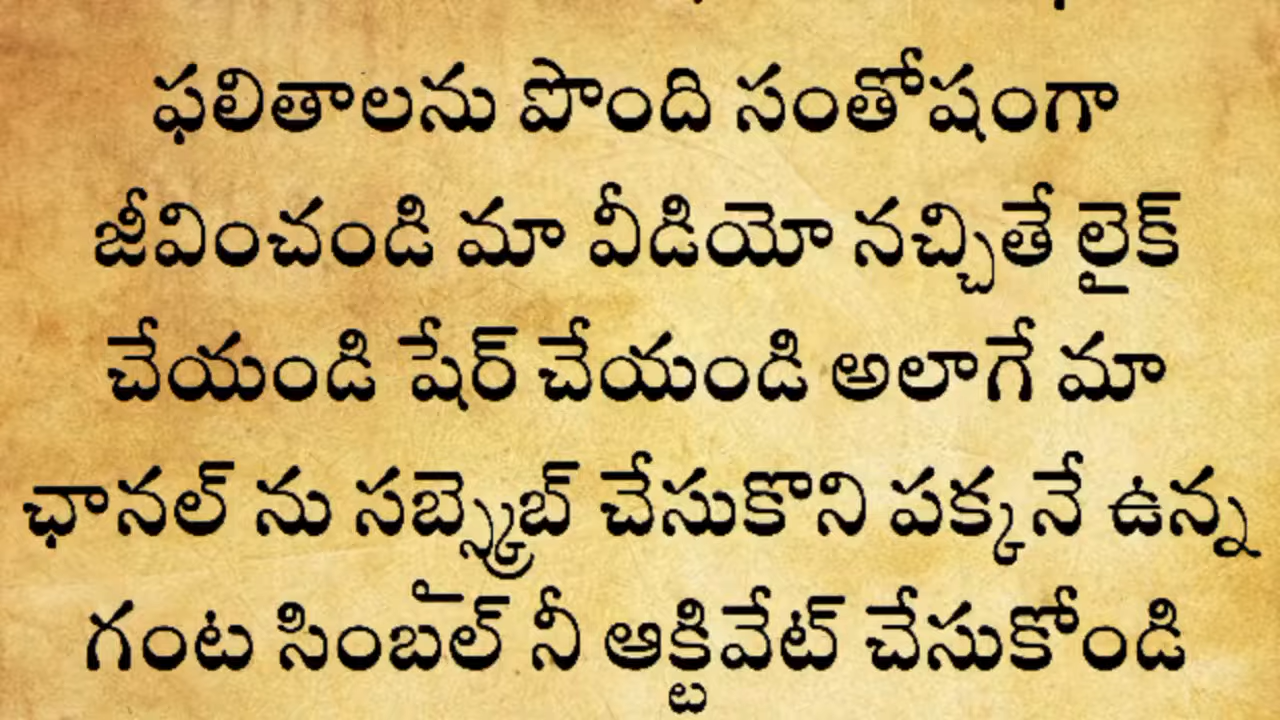 ఫలితాలను పొంది సంతోషంగా
జీవించండి మా వీడియో నచ్చితే లైక్
చేయండి షేర్ చేయండి అలాగే మా
ఛానల్ ను సబ్స్క్రైబ్ చేసుకొని పక్కనే ఉన్న
గంట సింబల్ నీ ఆక్టివేట్ చేసుకోండి